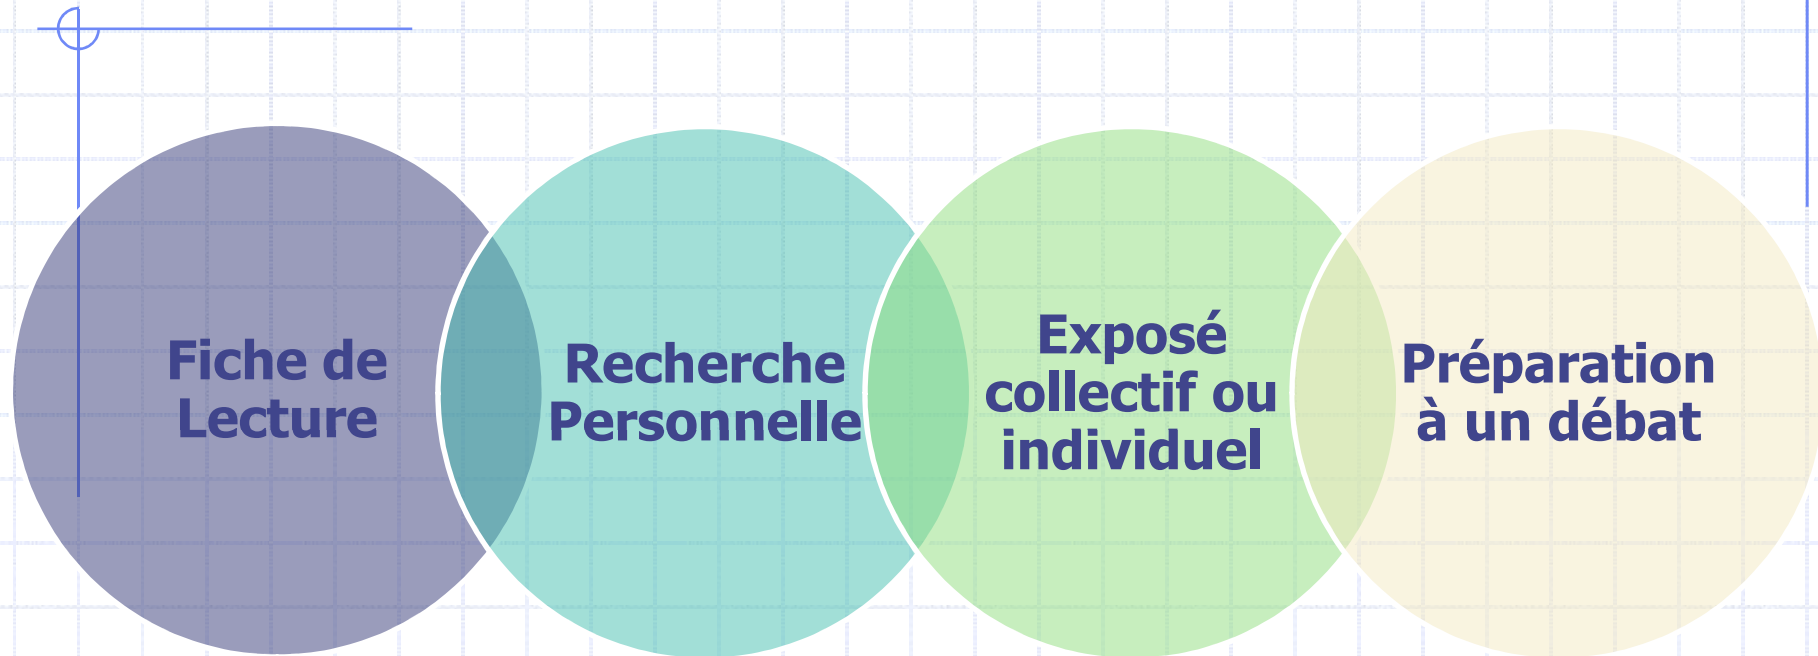 Fiche de
Lecture
Recherche
Personnelle
Exposé
collectif ou
individuel
Préparation
à un débat